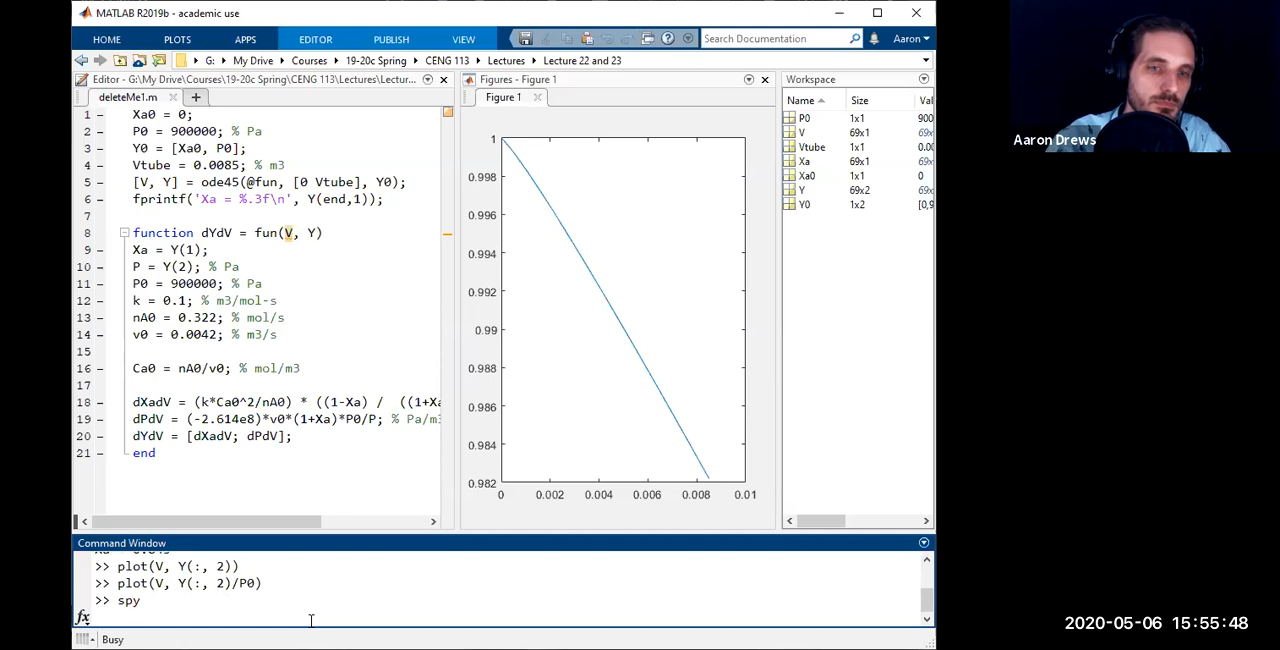 MATLAB R2019b - academic use
HOME PLOTS APPS EDITOR PUBLISH VIEW Search Documentation Aaron
G: My Drive Courses 19-20c Spring CENG 113 Lectures Lecture 22 and 23
Editor - G:\My Drive\Courses\19-20c Spring\CENG 113\Lectures\Lectur...
deleteMe1.m
1 - Xa0 = 0;
2 - P0 = 900000; % Pa
3 - Y0 = [Xa0, P0];
4 - Vtube = 0.0085; % m3
5 - [V, Y] = ode45(@fun, [0 Vtube], Y0);
6 - fprintf('Xa = %.3f\n', Y(end,1));
7
8 function dYdV = fun(V, Y)
9 - Xa = Y(1);
10 - P = Y(2); % Pa
11 - P0 = 900000; % Pa
12 - k = 0.1; % m3/mol-s
13 - nA0 = 0.322; % mol/s
14 - v0 = 0.0042; % m3/s
15
16 - Ca0 = nA0/v0; % mol/m3
17
18 - dXadV = (k*Ca0^2/nA0) * ((1-Xa) / ((1+Xa
19 - dPdV = (-2.614e8)*v0*(1+Xa)*P0/P; % Pa/m3
20 - dYdV = [dXadV; dPdV];
21 - end
Figures - Figure 1
Figure 1
1
0.998
0.996
0.994
0.992
0.99
0.988
0.986
0.984
0.982
0 0.002 0.004 0.006 0.008 0.01
Workspace
Name Size Val
P0 1x1 900
V 69x1 69x
Vtube 1x1 0.00
Xa 69x1 69x
Xa0 1x1 0
Y 69x2 69x
Y0 1x2 [0,9
Command Window
>> plot(V, Y(:, 2))
>> plot(V, Y(:, 2)/P0)
>> spy
fx
Busy
Aaron Drews
2020-05-06 15:55:48